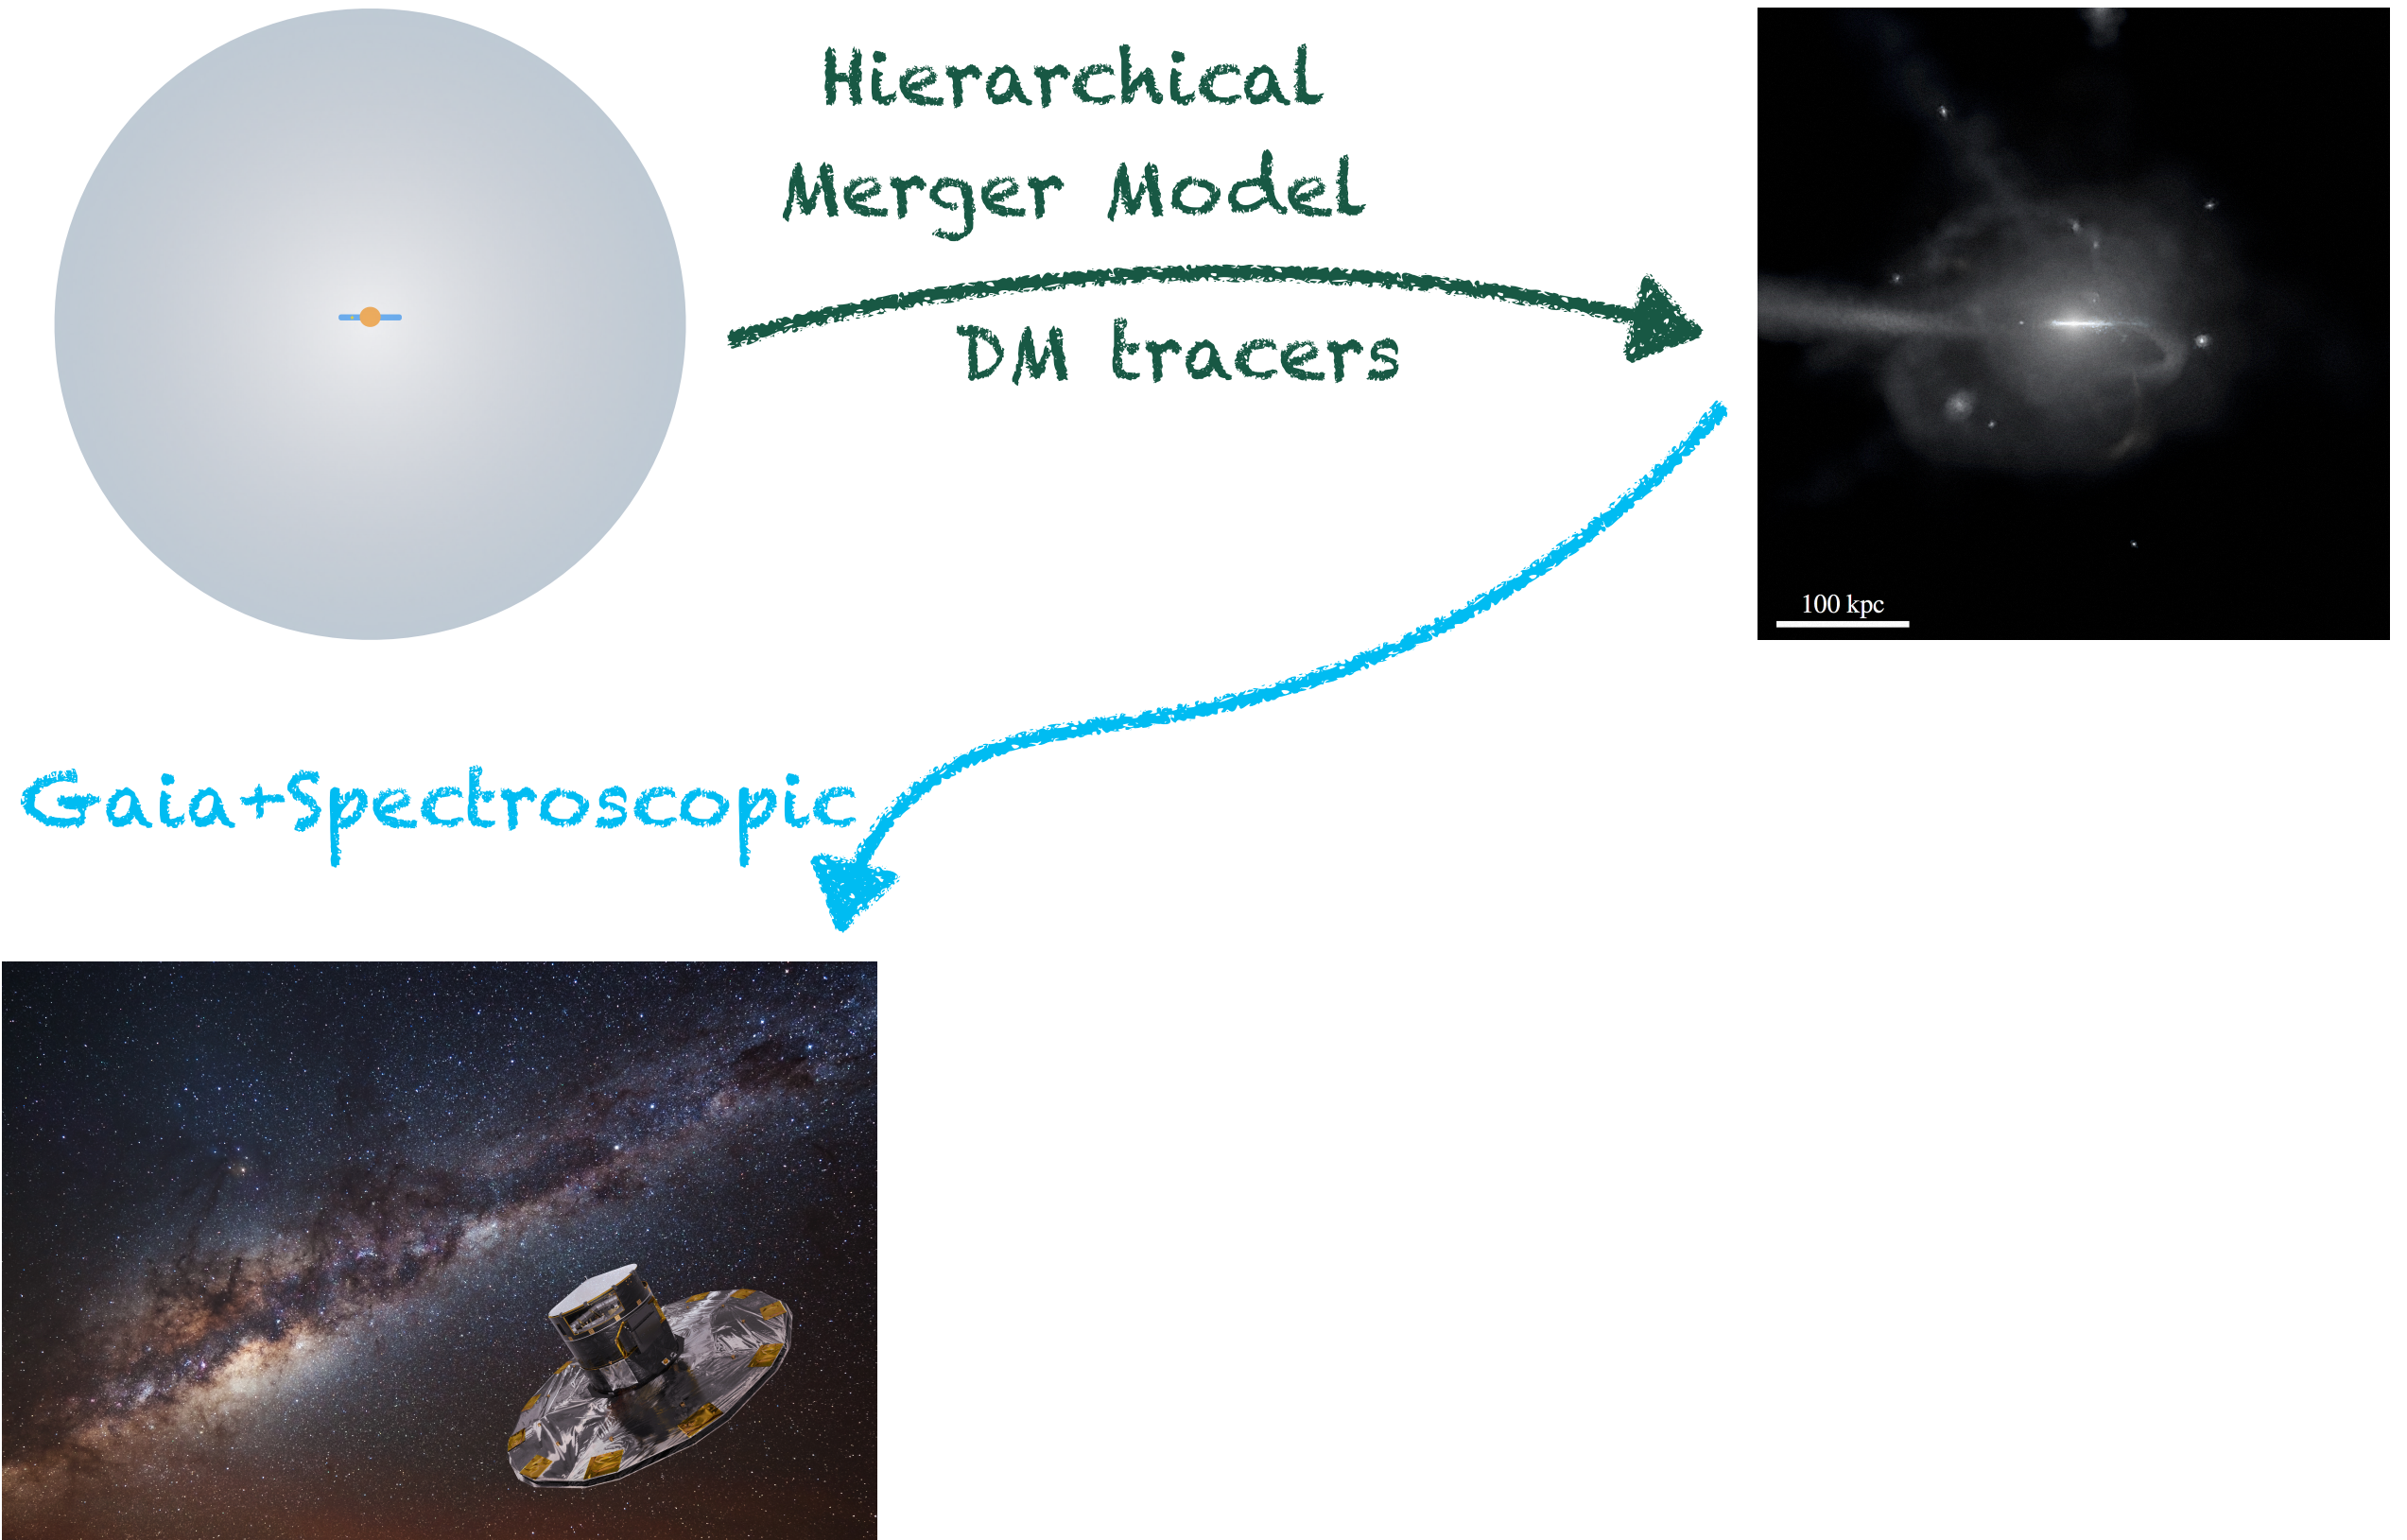 Hierarchical
Merger Model
DM tracers
100 kpc
Gaia+Spectroscopic